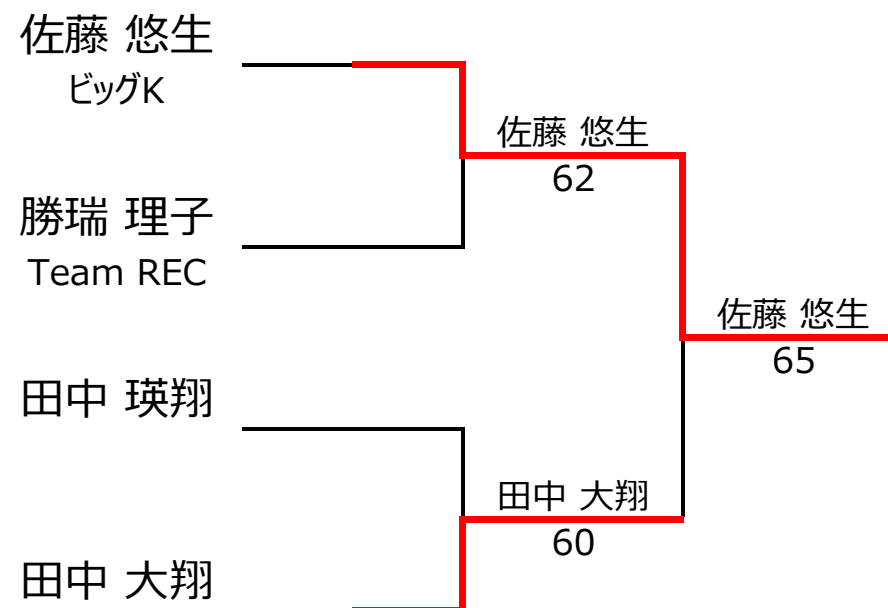 佐藤 悠生
ビッグK
佐藤 悠生
62
勝瑞 理子
Team REC
佐藤 悠生
65
田中 瑛翔
田中 大翔
60
田中 大翔